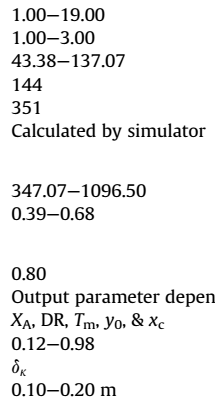 1.00–19.00
1.00–3.00
43.38–137.07
144
351
Calculated by simulator
347.07–1096.50
0.39–0.68
0.80
Output parameter depen
X_A, DR, T_m, y_0, & x_c
0.12–0.98
δ_κ
0.10–0.20 m